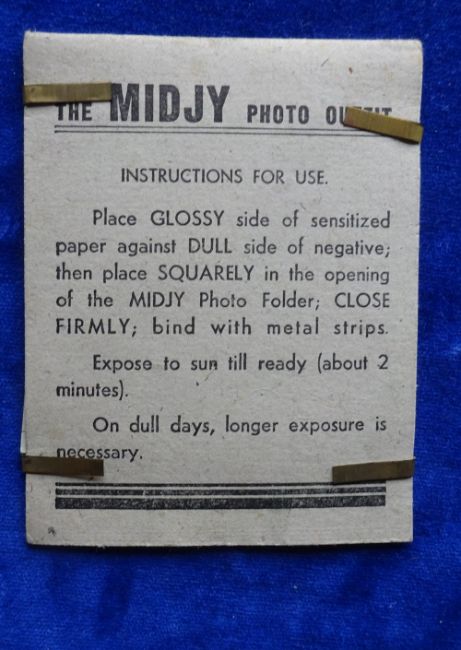 THE MIDJY PHOTO OUTFIT
INSTRUCTIONS FOR USE.
Place GLOSSY side of sensitized
paper against DULL side of negative;
then place SQUARELY in the opening
of the MIDJY Photo Folder; CLOSE
FIRMLY; bind with metal strips.
Expose to sun till ready (about 2
minutes).
On dull days, longer exposure is
necessary.